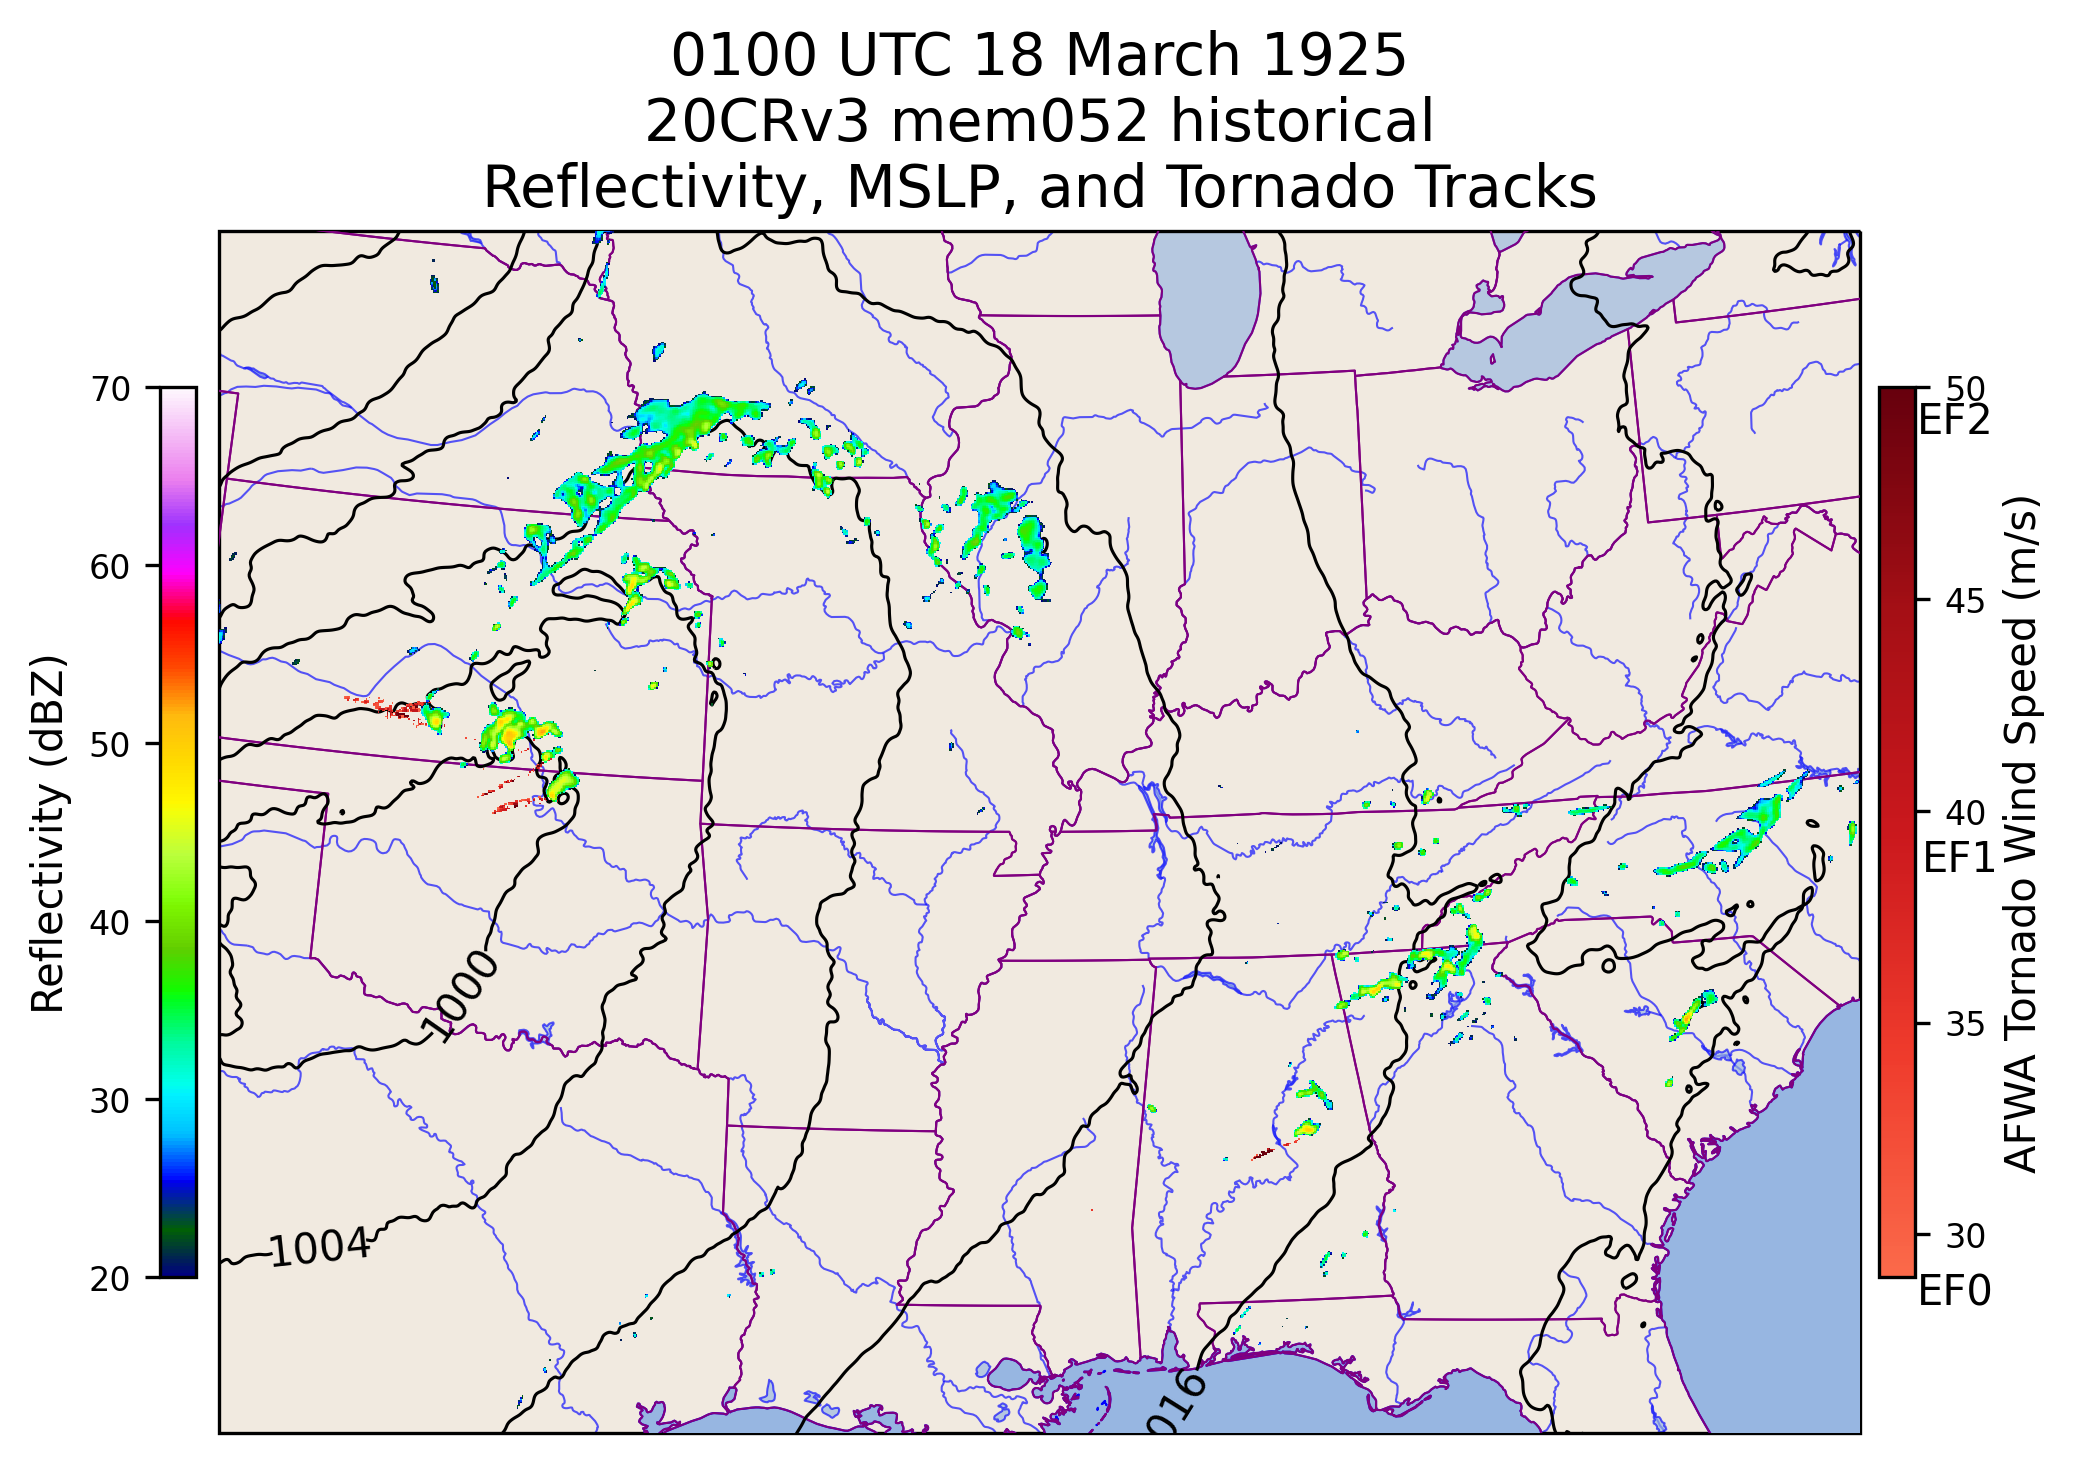 0100 UTC 18 March 1925
20CRv3 mem052 historical
Reflectivity, MSLP, and Tornado Tracks
Reflectivity (dBZ)
70
60
50
40
30
20
1000
1004
016
50
EF2
45
40
EF1
35
30
EF0
AFWA Tornado Wind Speed (m/s)